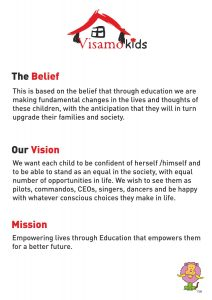 Visamokids
The Belief
This is based on the belief that through education we are
making fundamental changes in the lives and thoughts of
these children, with the anticipation that they will in turn
upgrade their families and society.
Our Vision
We want each child to be confident of herself /himself and
to be able to stand as an equal in the society, with equal
number of opportunities in life. We wish to see them as
pilots, commandos, CEOs, singers, dancers and be happy
with whatever conscious choices they make in life.
Mission
Empowering lives through Education that empowers them
for a better future.